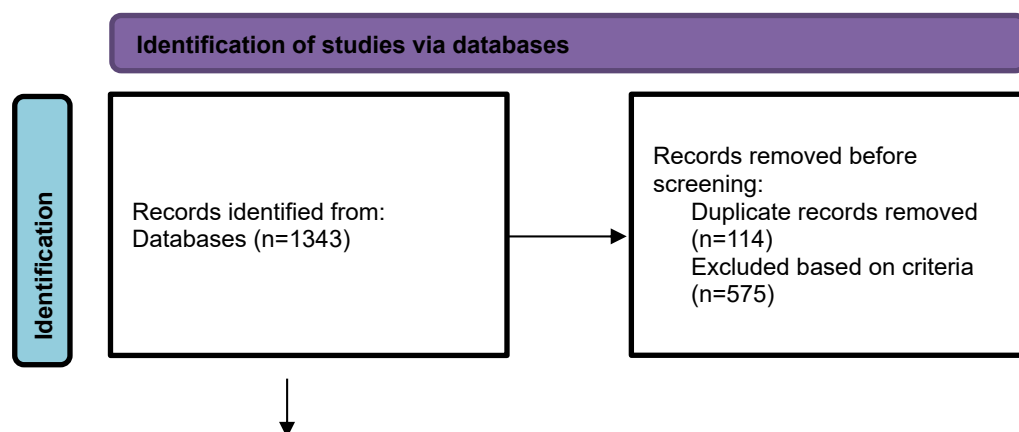 Identification of studies via databases
Identification
Records identified from:
Databases (n=1343)
Records removed before
screening:
Duplicate records removed
(n=114)
Excluded based on criteria
(n=575)